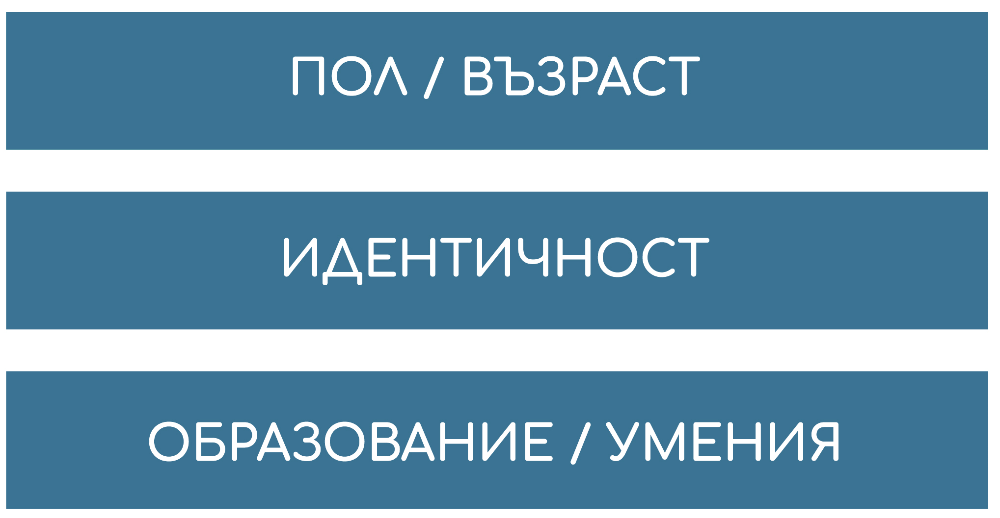 ПОЛ / ВЪЗРАСТ
ИДЕНТИЧНОСТ
ОБРАЗОВАНИЕ / УМЕНИЯ